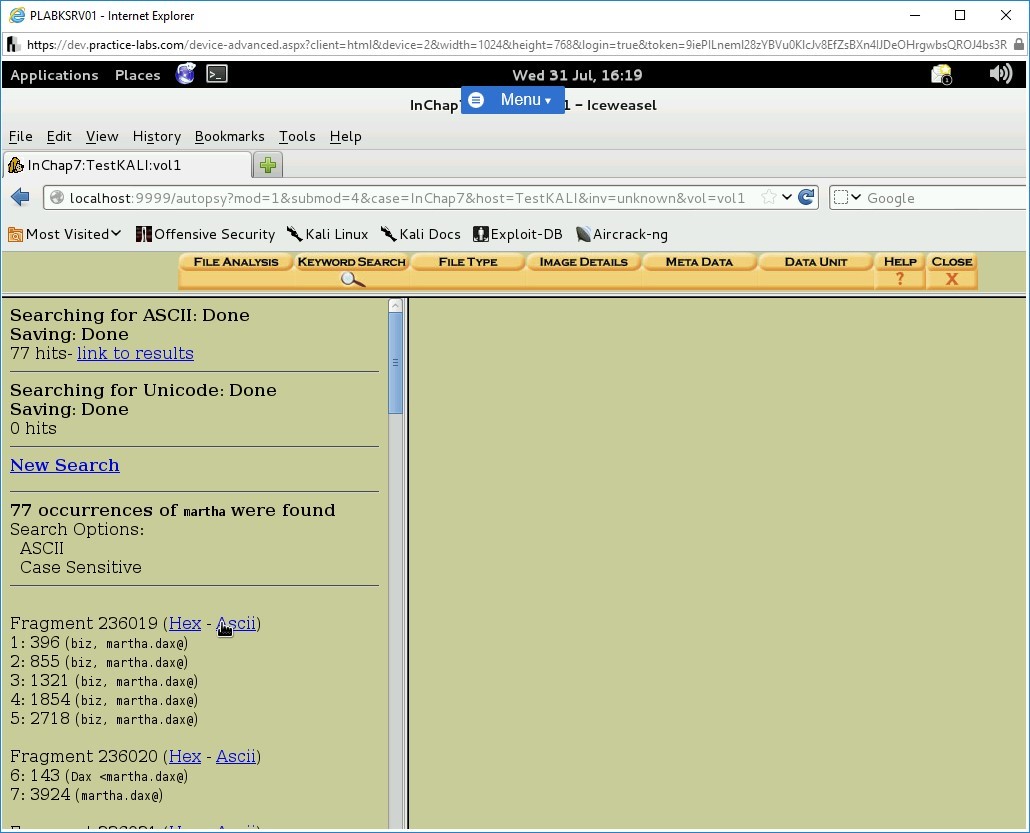 PLABKSRV01 - Internet Explorer
https://dev.practice-labs.com/device-advanced.aspx?client=html&device=2&width=1024&height=768&login=true&token=
Applications Places Wed 31 Jul, 16:19
InChap 1 – Iceweasel
Menu
File Edit View History Bookmarks Tools Help
InChap7:TestKALI:vol1
localhost:9999/autopsy?mod=1&submod=4&case=InChap7&host=TestKALI&inv=unknown&vol=vol1 Google
Most Visited Offensive Security Kali Linux Kali Docs Exploit-DB Aircrack-ng
FILE ANALYSIS KEYWORD SEARCH FILE TYPE IMAGE DETAILS META DATA DATA UNIT HELP CLOSE
? X
Searching for ASCII: Done
Saving: Done
77 hits- link to results
Searching for Unicode: Done
Saving: Done
0 hits
New Search
77 occurrences of martha were found
Search Options:
ASCII
Case Sensitive
Fragment 236019 (Hex - Ascii)
1: 396 (biz, martha.dax@)
2: 855 (biz, martha.dax@)
3: 1321 (biz, martha.dax@)
4: 1854 (biz, martha.dax@)
5: 2718 (biz, martha.dax@)
Fragment 236020 (Hex - Ascii)
6: 143 (Dax <martha.dax@)
7: 3924 (martha.dax@)